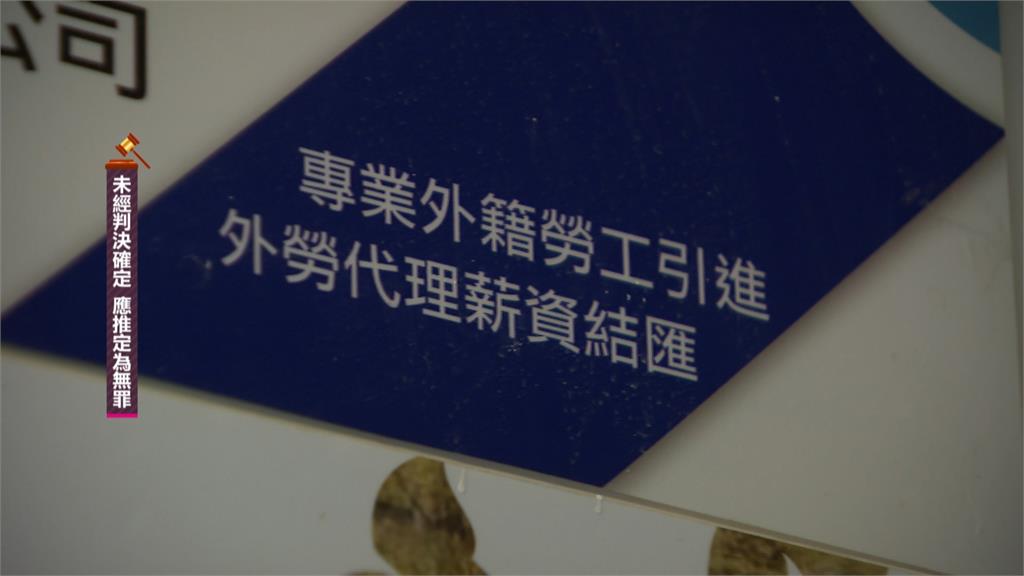 公司
專業外籍勞工引進
外勞代理薪資結匯
未經判決確定 應推定為無罪